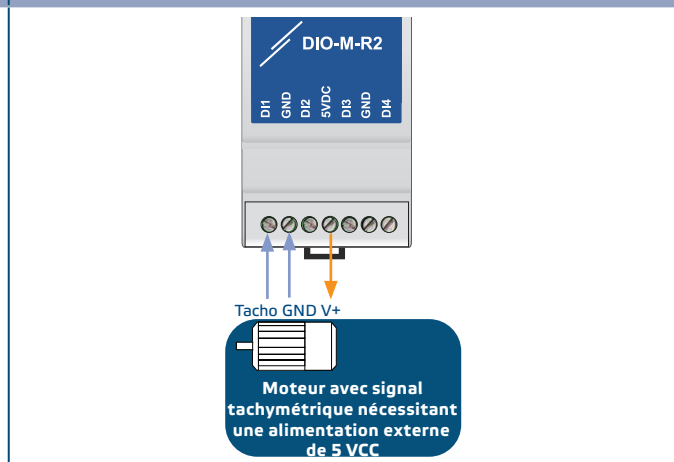 DIO-M-R2
DI1
GND
DI2
5VDC
DI3
GND
DI4
Tacho GND V+
Moteur avec signal
tachymétrique nécessitant
une alimentation externe
de 5 VCC